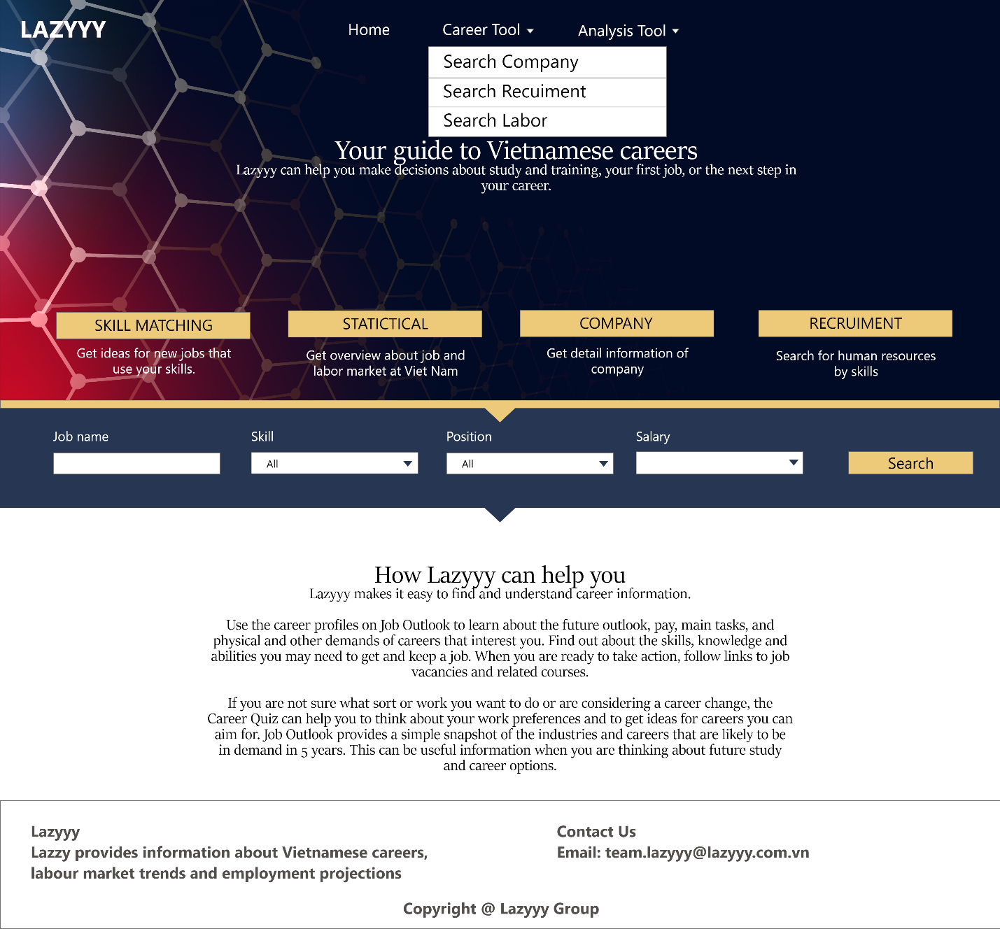 LAZYYY
Home
Career Tool
Analysis Tool
Search Company
Search Recuiment
Search Labor
Your guide to Vietnamese careers
Lazyyy can help you make decisions about study and training, your first job, or the next step in
your career.
SKILL MATCHING
Get ideas for new jobs that
use your skills.
STATICTICAL
Get overview about job and
labor market at Viet Nam
COMPANY
Get detail information of
company
RECRUIMENT
Search for human resources
by skills
Job name
Skill
All
Position
All
Salary
Search
How Lazyyy can help you
Lazyyy makes it easy to find and understand career information.
Use the career profiles on Job Outlook to learn about the future outlook, pay, main tasks, and
physical and other demands of careers that interest you. Find out about the skills, knowledge and
abilities you may need to get and keep a job. When you are ready to take action, follow links to job
vacancies and related courses.
If you are not sure what sort or work you want to do or are considering a career change, the
Career Quiz can help you to think about your work preferences and to get ideas for careers you can
aim for. Job Outlook provides a simple snapshot of the industries and careers that are likely to be
in demand in 5 years. This can be useful information when you are thinking about future study
and career options.
Lazyyy
Lazzy provides information about Vietnamese careers,
labour market trends and employment projections
Contact Us
Email: team.lazyyy@lazyyy.com.vn
Copyright @ Lazyyy Group